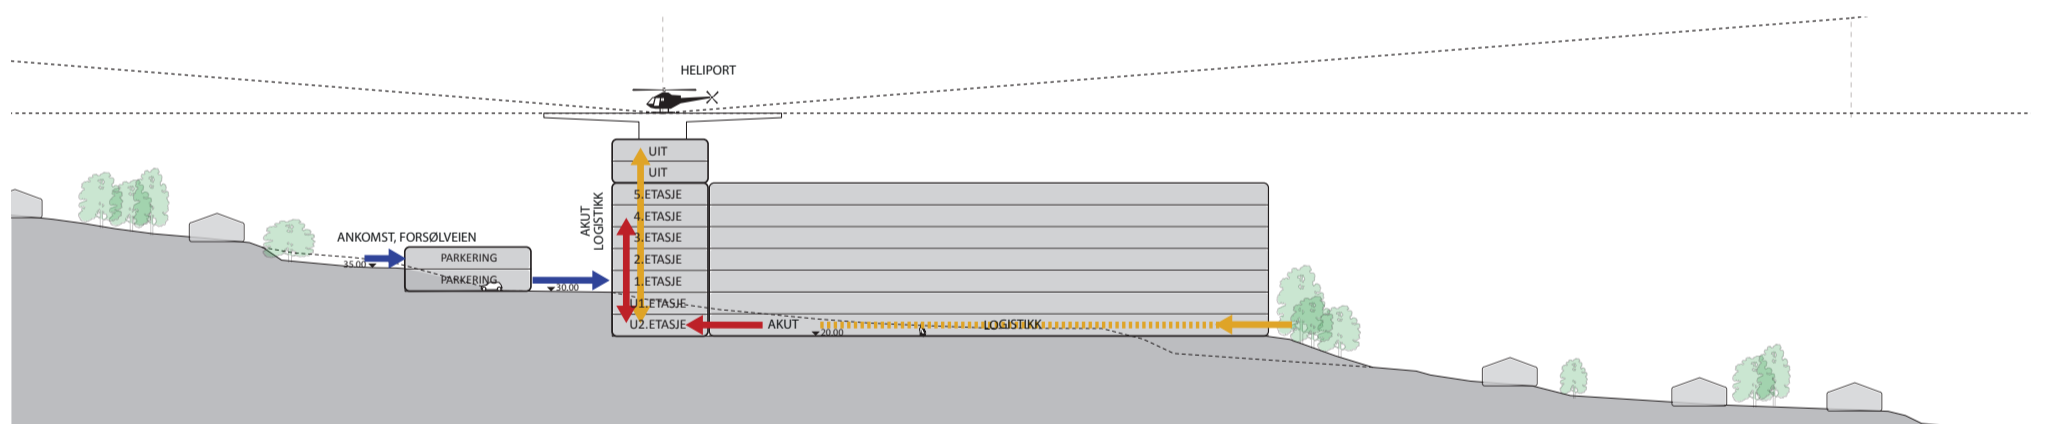 HELIPORT
UIT
UIT
5.ETASJE
4.ETASJE
3.ETASJE
2.ETASJE
1.ETASJE
U1.ETASJE
U2.ETASJE
AKUT
LOGISTIKK
ANKOMST, FORSØLVEIEN
35.00
PARKERING
PARKERING
30.00
AKUT
LOGISTIKK
20.00